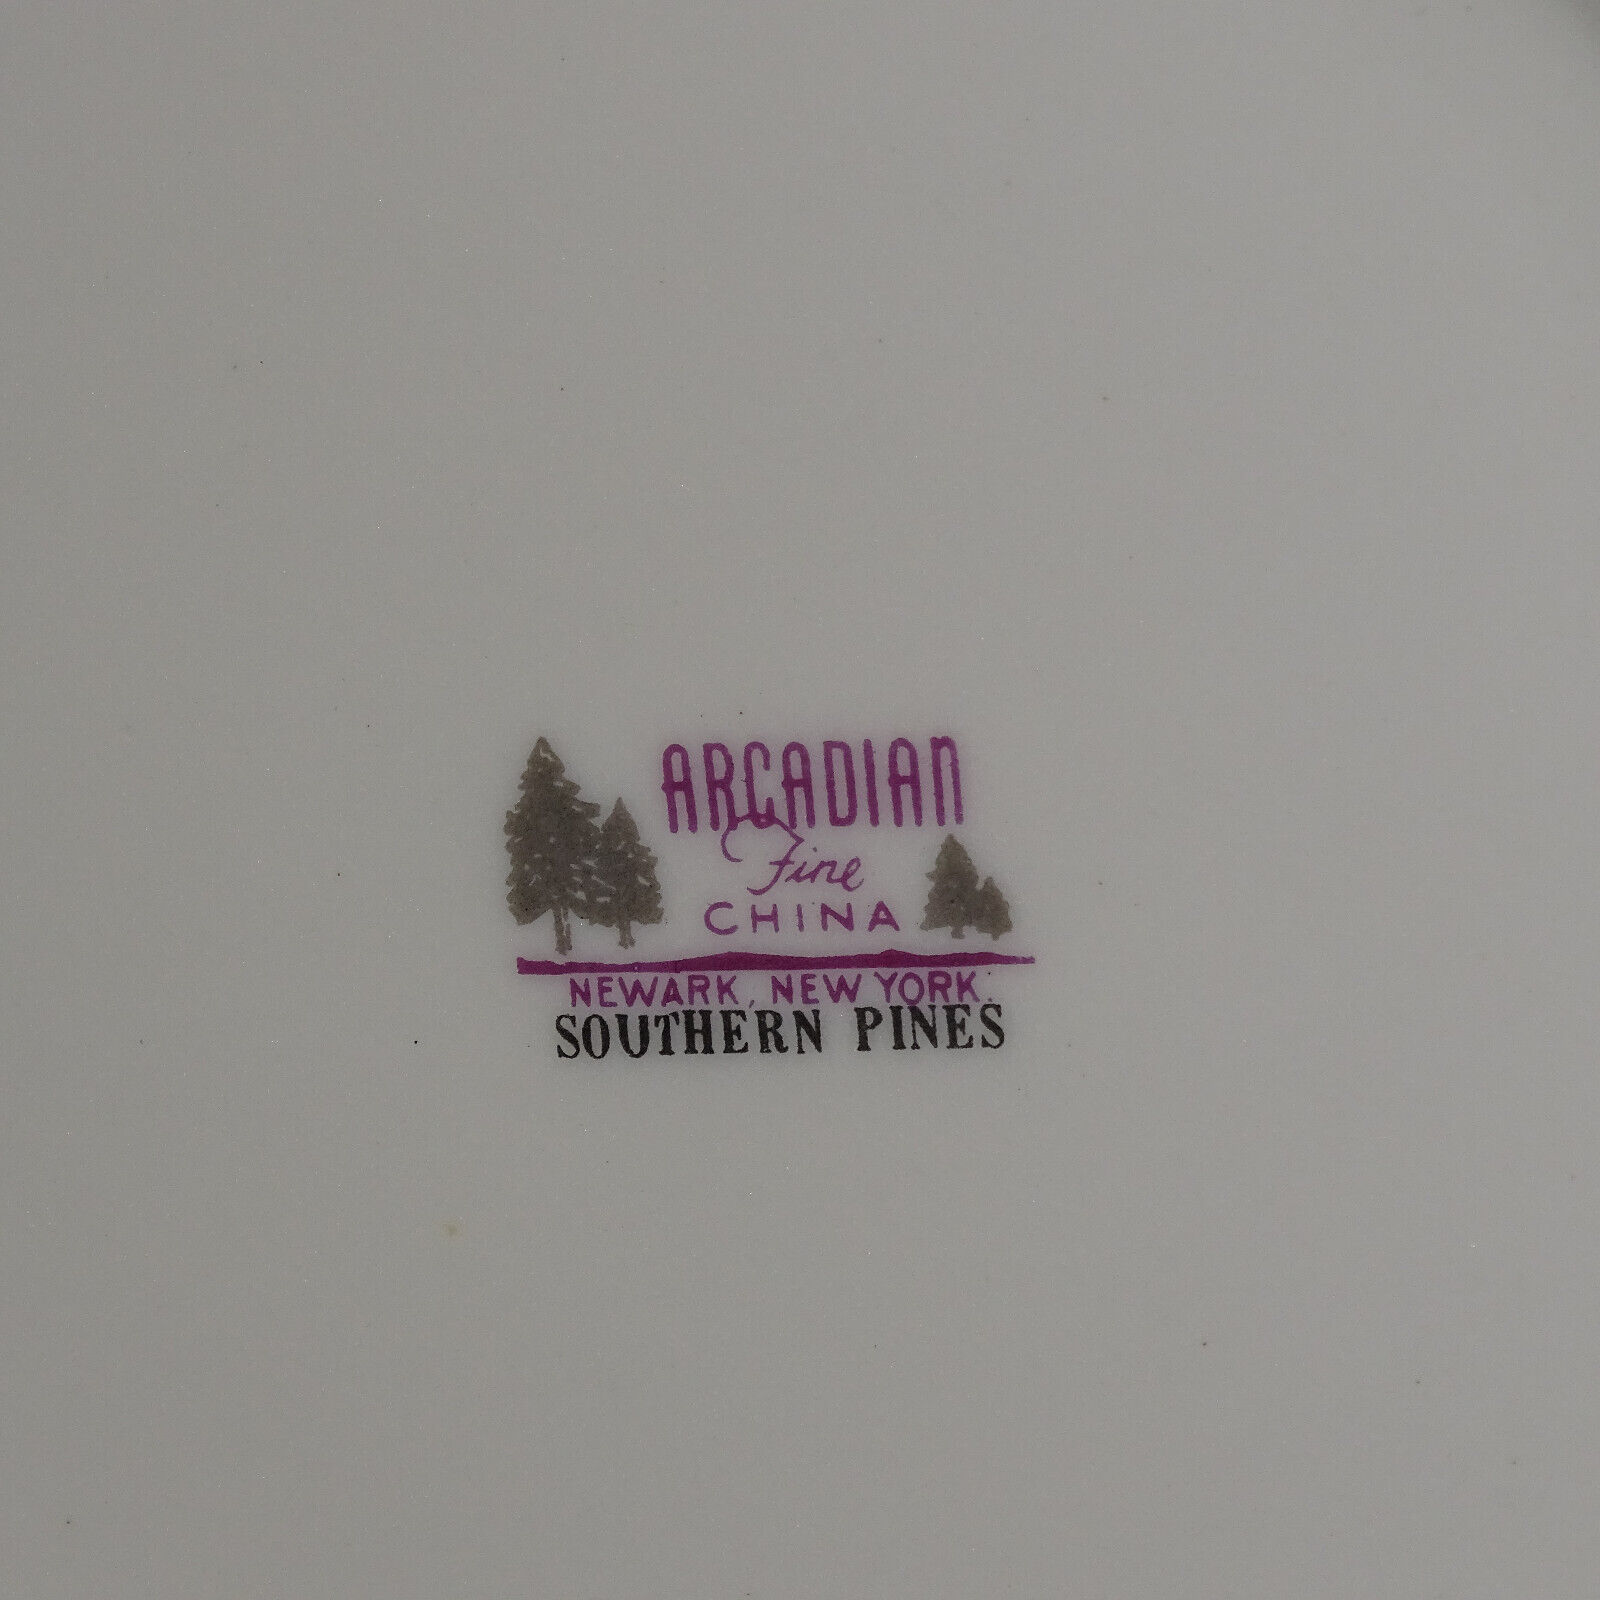 ARCADIAN
Fine
CHINA
NEWARK, NEW YORK.
SOUTHERN PINES